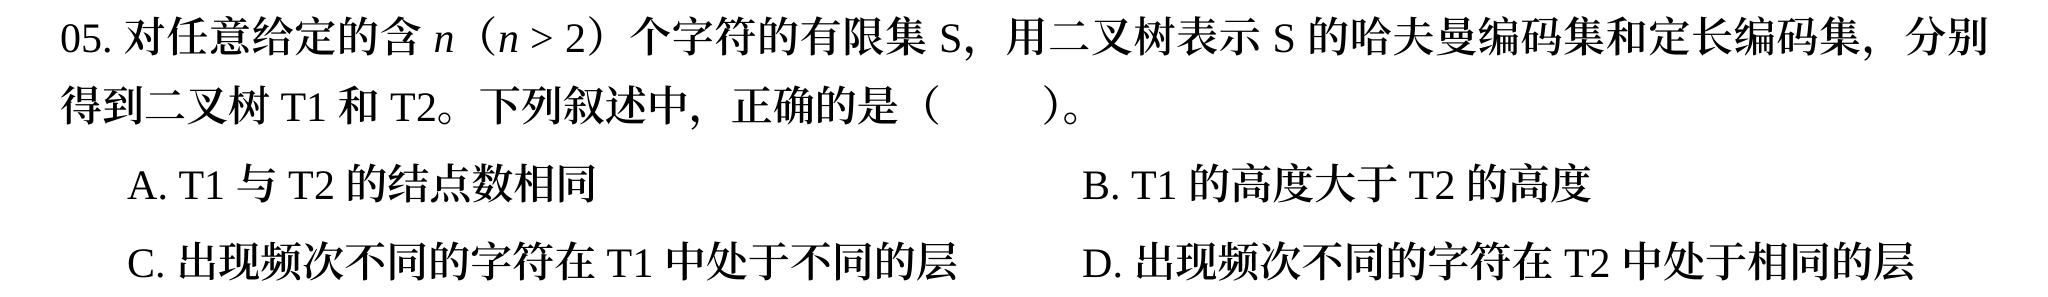 05. 对任意给定的含 n（n > 2）个字符的有限集 S，用二叉树表示 S 的哈夫曼编码集和定长编码集，分别
得到二叉树 T1 和 T2。下列叙述中，正确的是（ ）。
A. T1 与 T2 的结点数相同 B. T1 的高度大于 T2 的高度
C. 出现频次不同的字符在 T1 中处于不同的层 D. 出现频次不同的字符在 T2 中处于相同的层